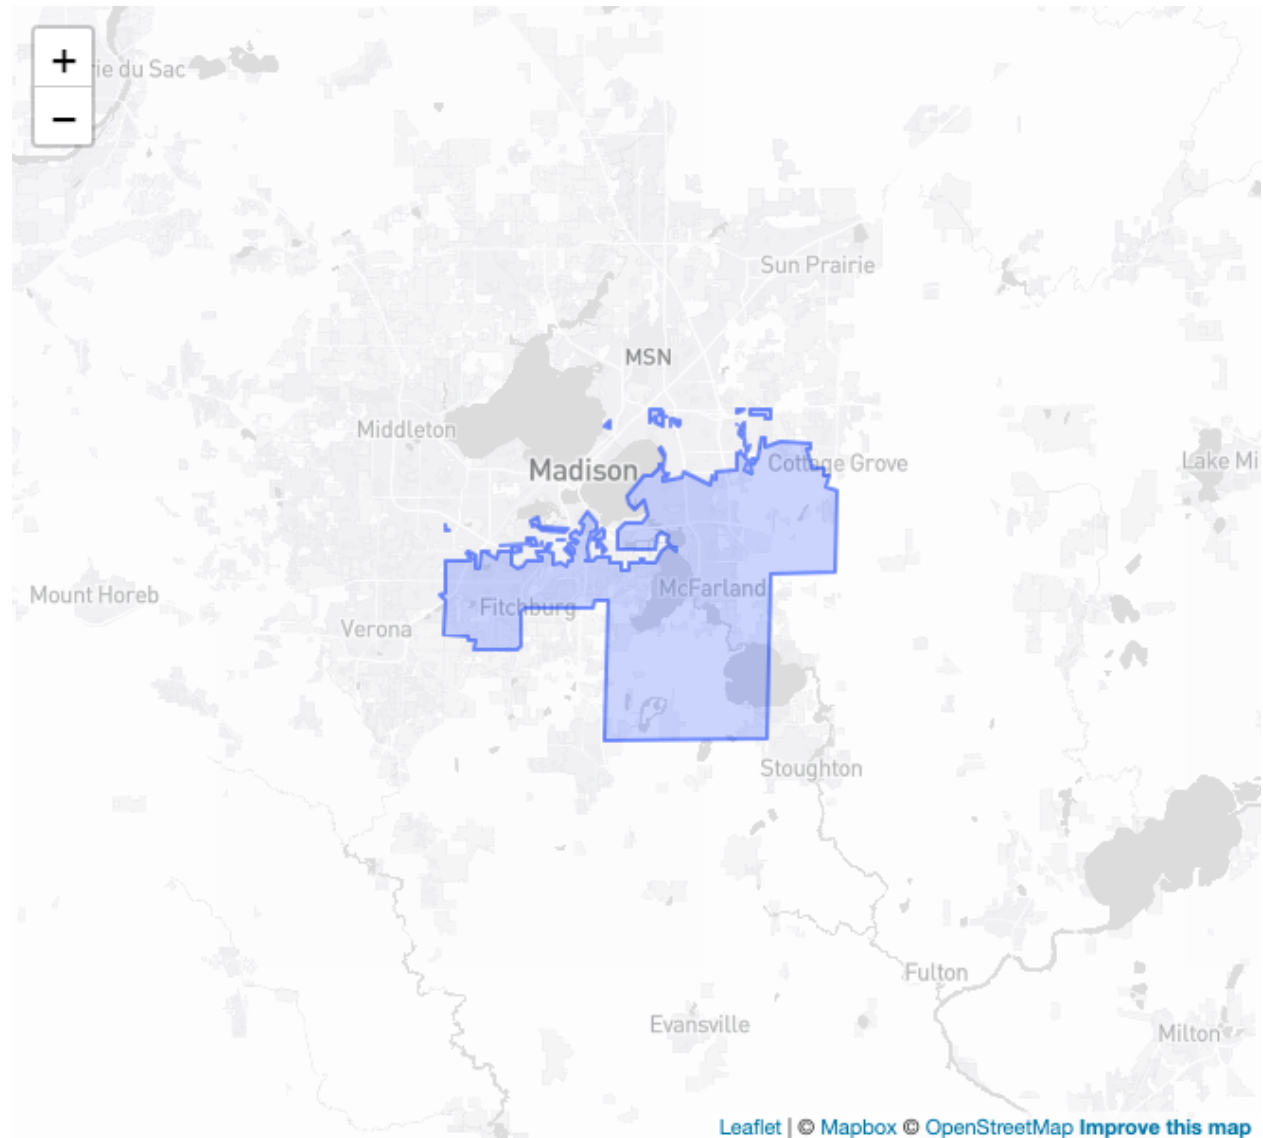 +
rie du Sac
−
Sun Prairie
MSN
Middleton
Madison
Cottage Grove
Lake Mi
Mount Horeb
McFarland
Fitchburg
Verona
Stoughton
Fulton
Evansville
Milton
Leaflet | © Mapbox © OpenStreetMap Improve this map